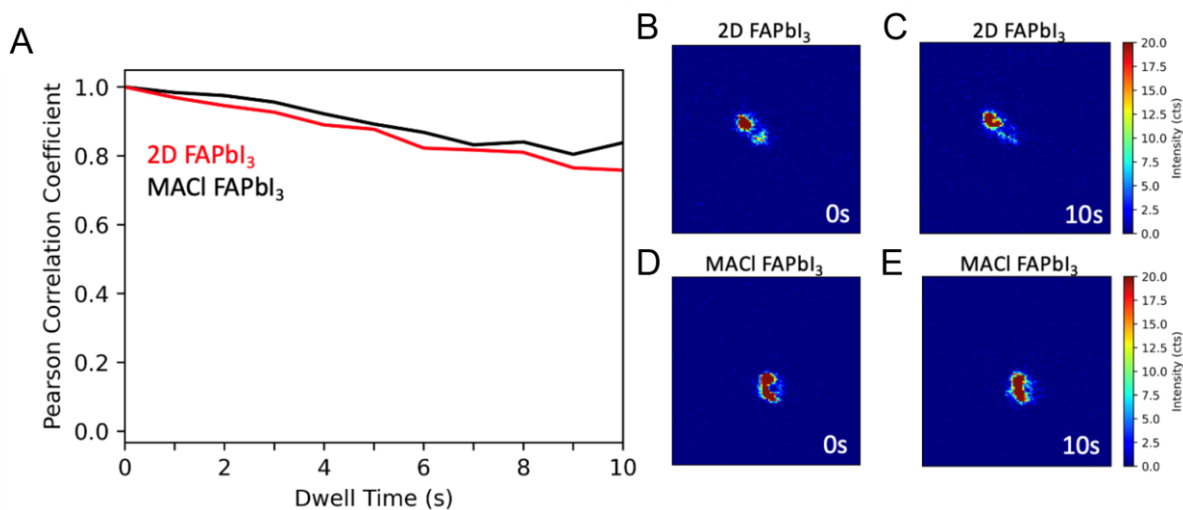 A
Pearson Correlation Coefficient
1.0
0.8
0.6
0.4
0.2
0.0
2D FAPbI₃
MACl FAPbI₃
0 2 4 6 8 10
Dwell Time (s)
B
2D FAPbI₃
0s
C
2D FAPbI₃
10s
20.0
17.5
15.0
12.5
10.0
7.5
5.0
2.5
0.0
Intensity (cts)
D
MACl FAPbI₃
0s
E
MACl FAPbI₃
10s
20.0
17.5
15.0
12.5
10.0
7.5
5.0
2.5
0.0
Intensity (cts)